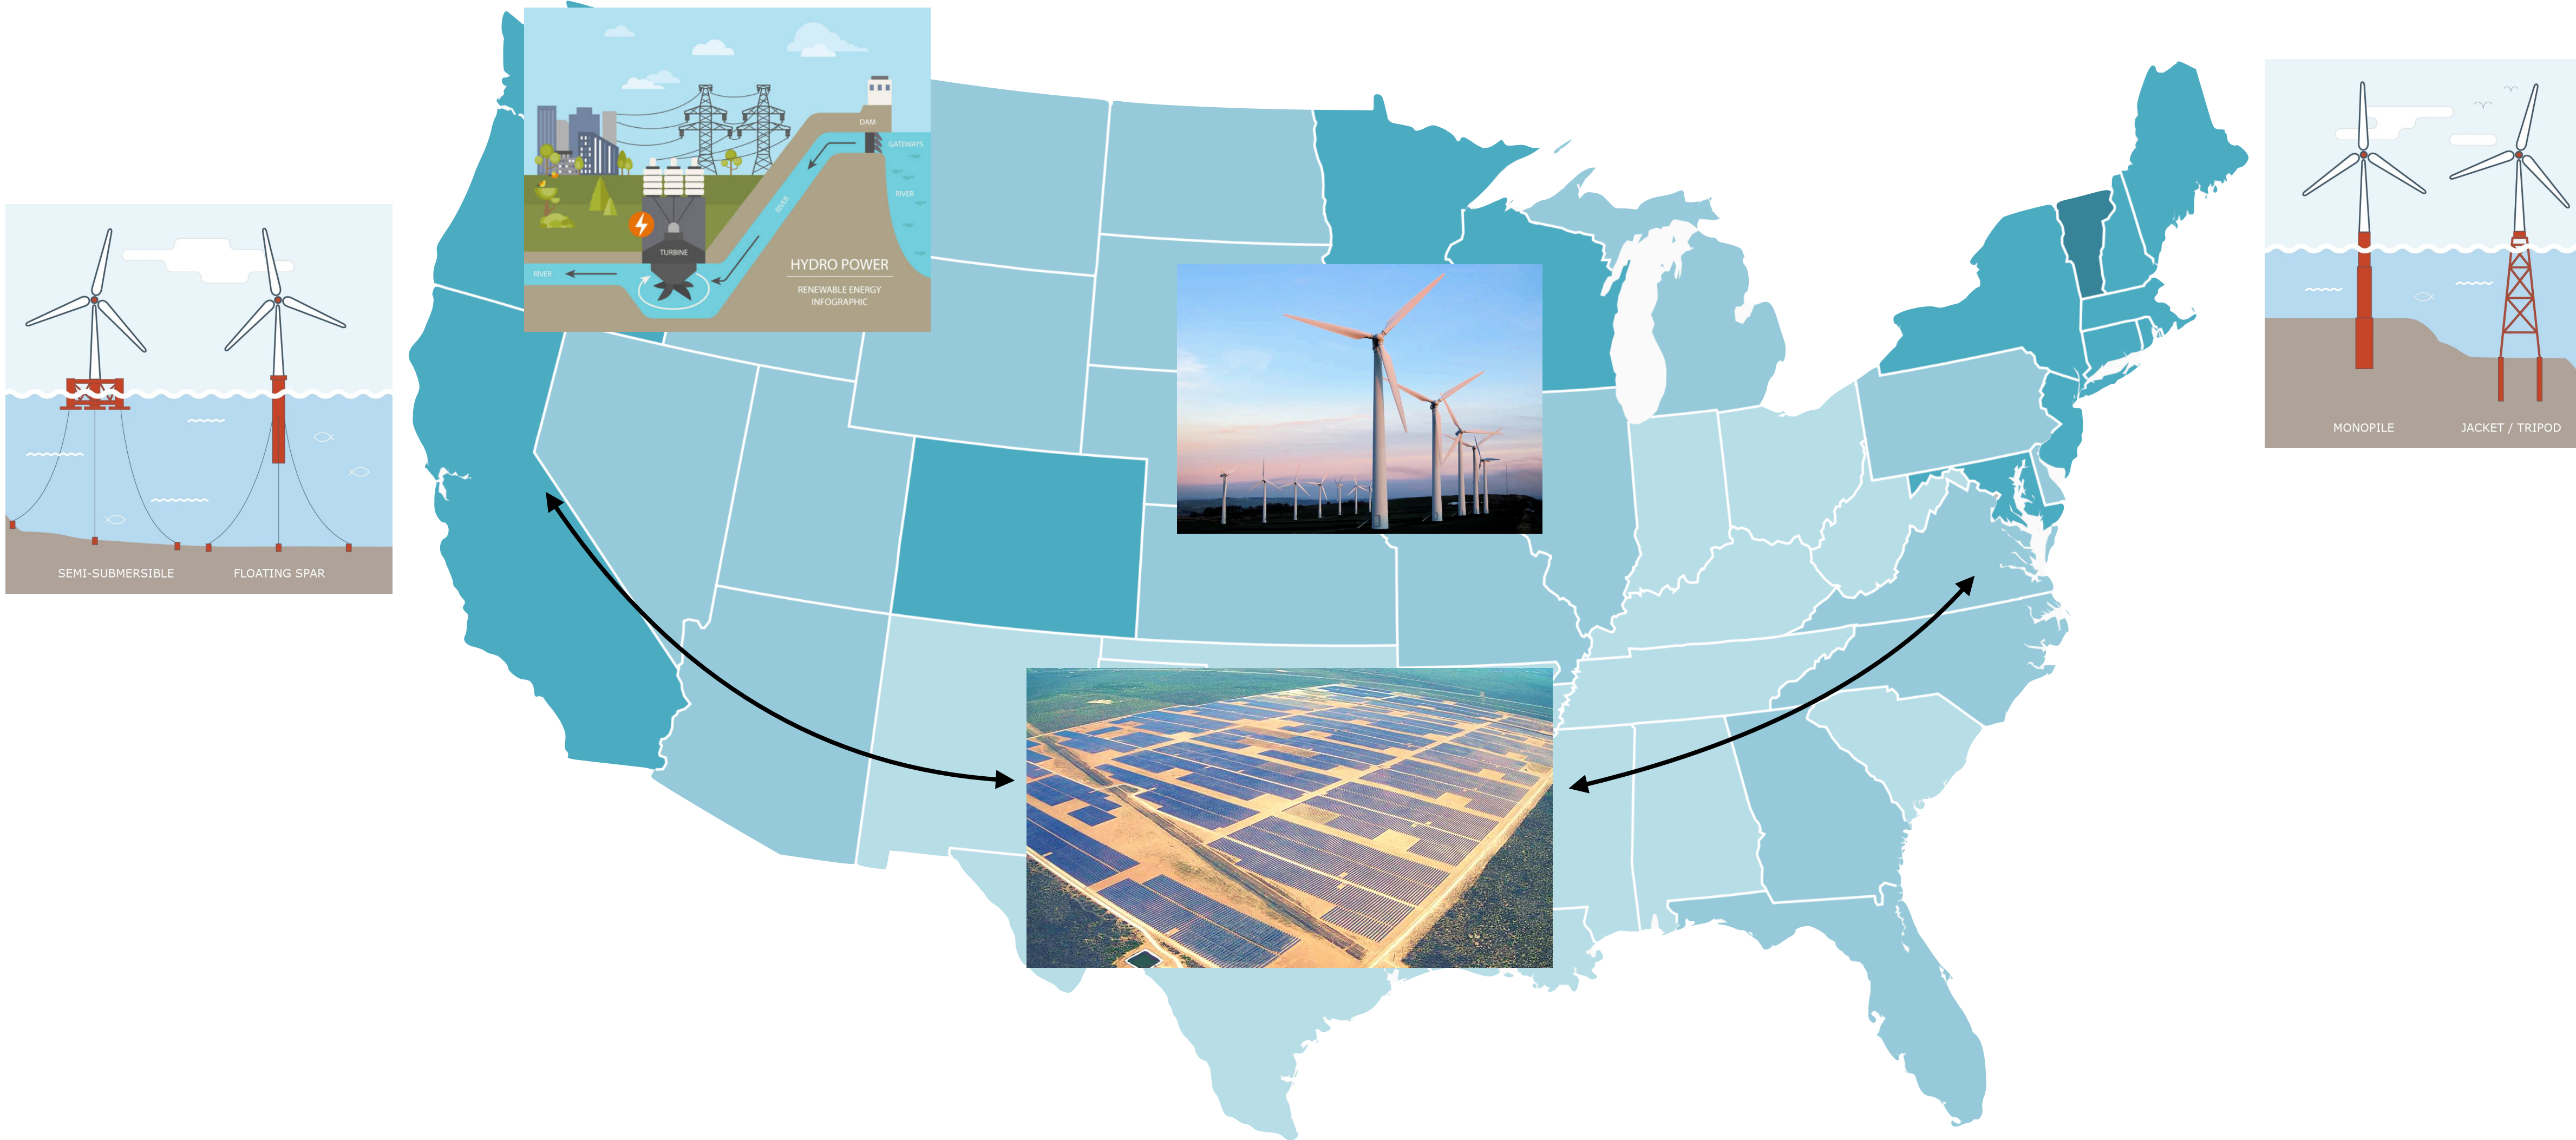 DAM
GATEWAYS
RIVER
RIVER
TURBINE
RIVER
HYDRO POWER
RENEWABLE ENERGY
INFOGRAPHIC
SEMI-SUBMERSIBLE
FLOATING SPAR
MONOPILE
JACKET / TRIPOD